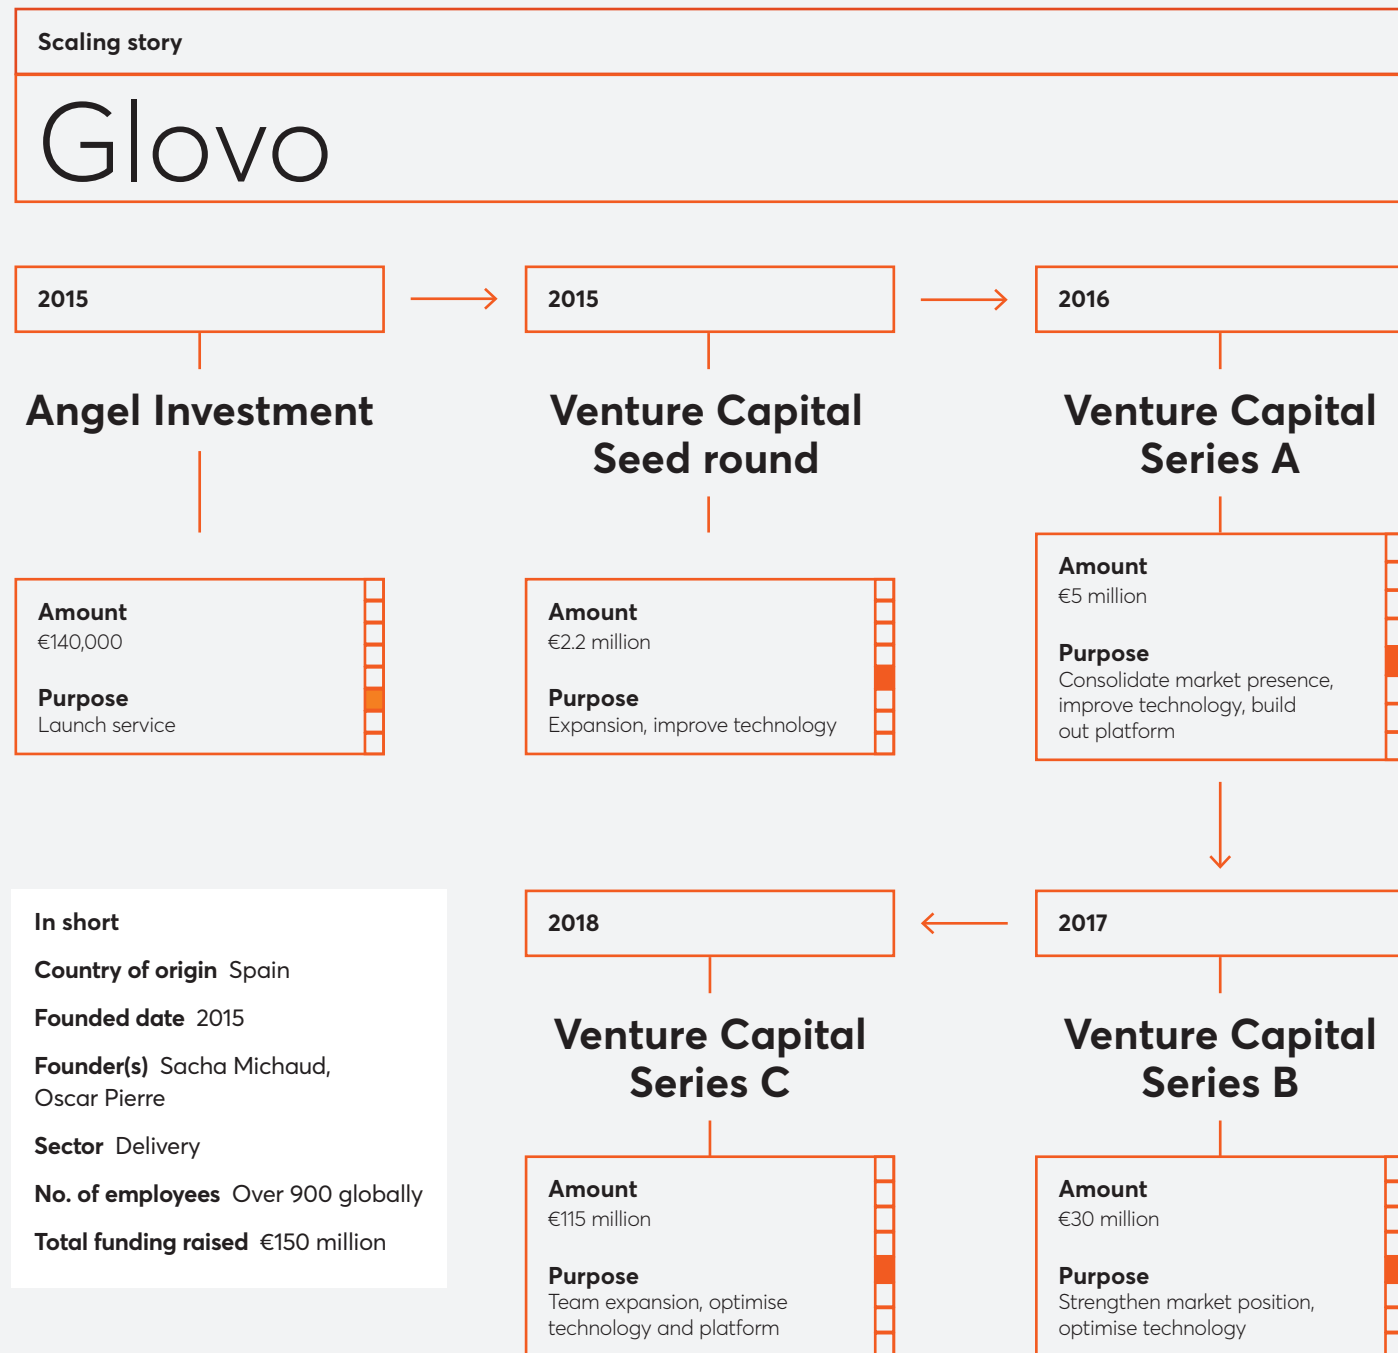 Scaling story
Glovo
2015
Angel Investment
Amount
€140,000
Purpose
Launch service
2015
Venture Capital
Seed round
Amount
€2.2 million
Purpose
Expansion, improve technology
2016
Venture Capital
Series A
Amount
€5 million
Purpose
Consolidate market presence,
improve technology, build
out platform
2017
Venture Capital
Series B
Amount
€30 million
Purpose
Strengthen market position,
optimise technology
2018
Venture Capital
Series C
Amount
€115 million
Purpose
Team expansion, optimise
technology and platform
In short
Country of origin Spain
Founded date 2015
Founder(s) Sacha Michaud,
Oscar Pierre
Sector Delivery
No. of employees Over 900 globally
Total funding raised €150 million